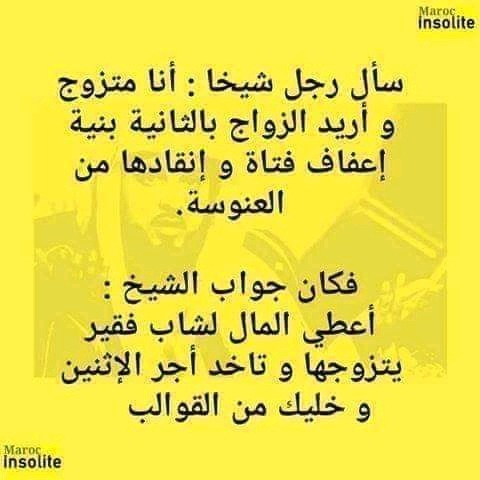 Maroc
insolite
سأل رجل شيخا : أنا متزوج
و أريد الزواج بالثانية بنية
إعفاف فتاة و إنقادها من
العنوسة.
فكان جواب الشيخ :
أعطي المال لشاب فقير
يتزوجها و تاخد أجر الإثنين
و خليك من القوالب
Maroc
insolite